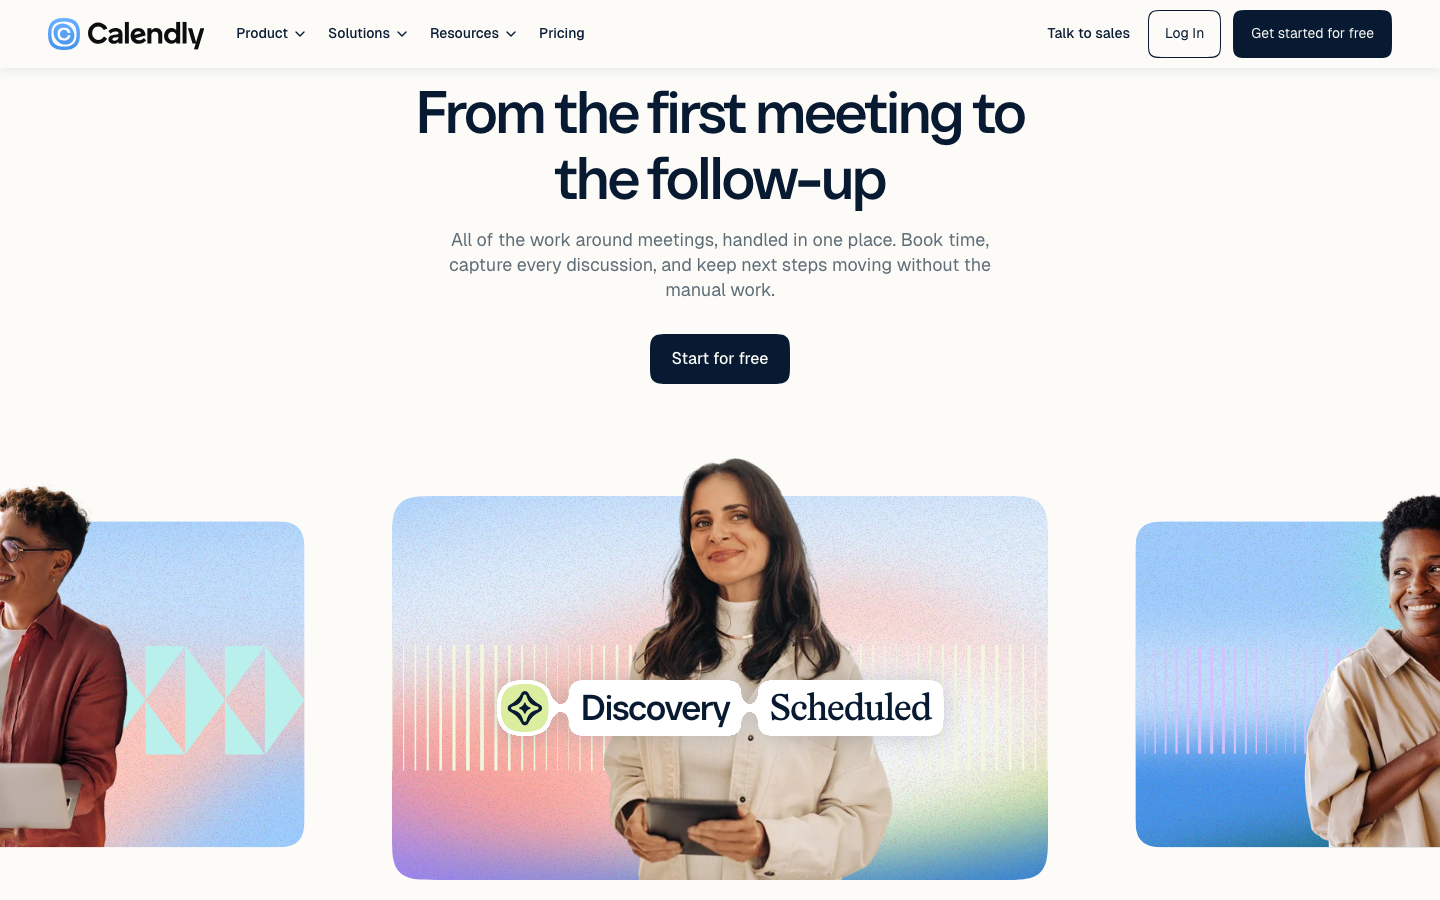 Calendly
Product
Solutions
Resources
Pricing
Talk to sales
Log In
Get started for free
From the first meeting to
the follow-up
All of the work around meetings, handled in one place. Book time,
capture every discussion, and keep next steps moving without the
manual work.
Start for free
Discovery
Scheduled